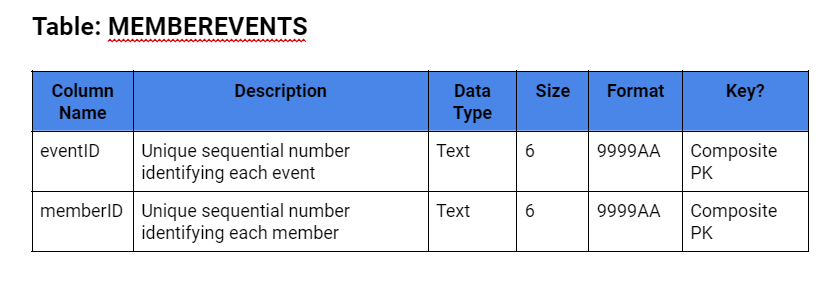 Table: MEMBEREVENTS
Column Name Description Data Type Size Format Key?
eventID Unique sequential number identifying each event Text 6 9999AA Composite PK
memberID Unique sequential number identifying each member Text 6 9999AA Composite PK